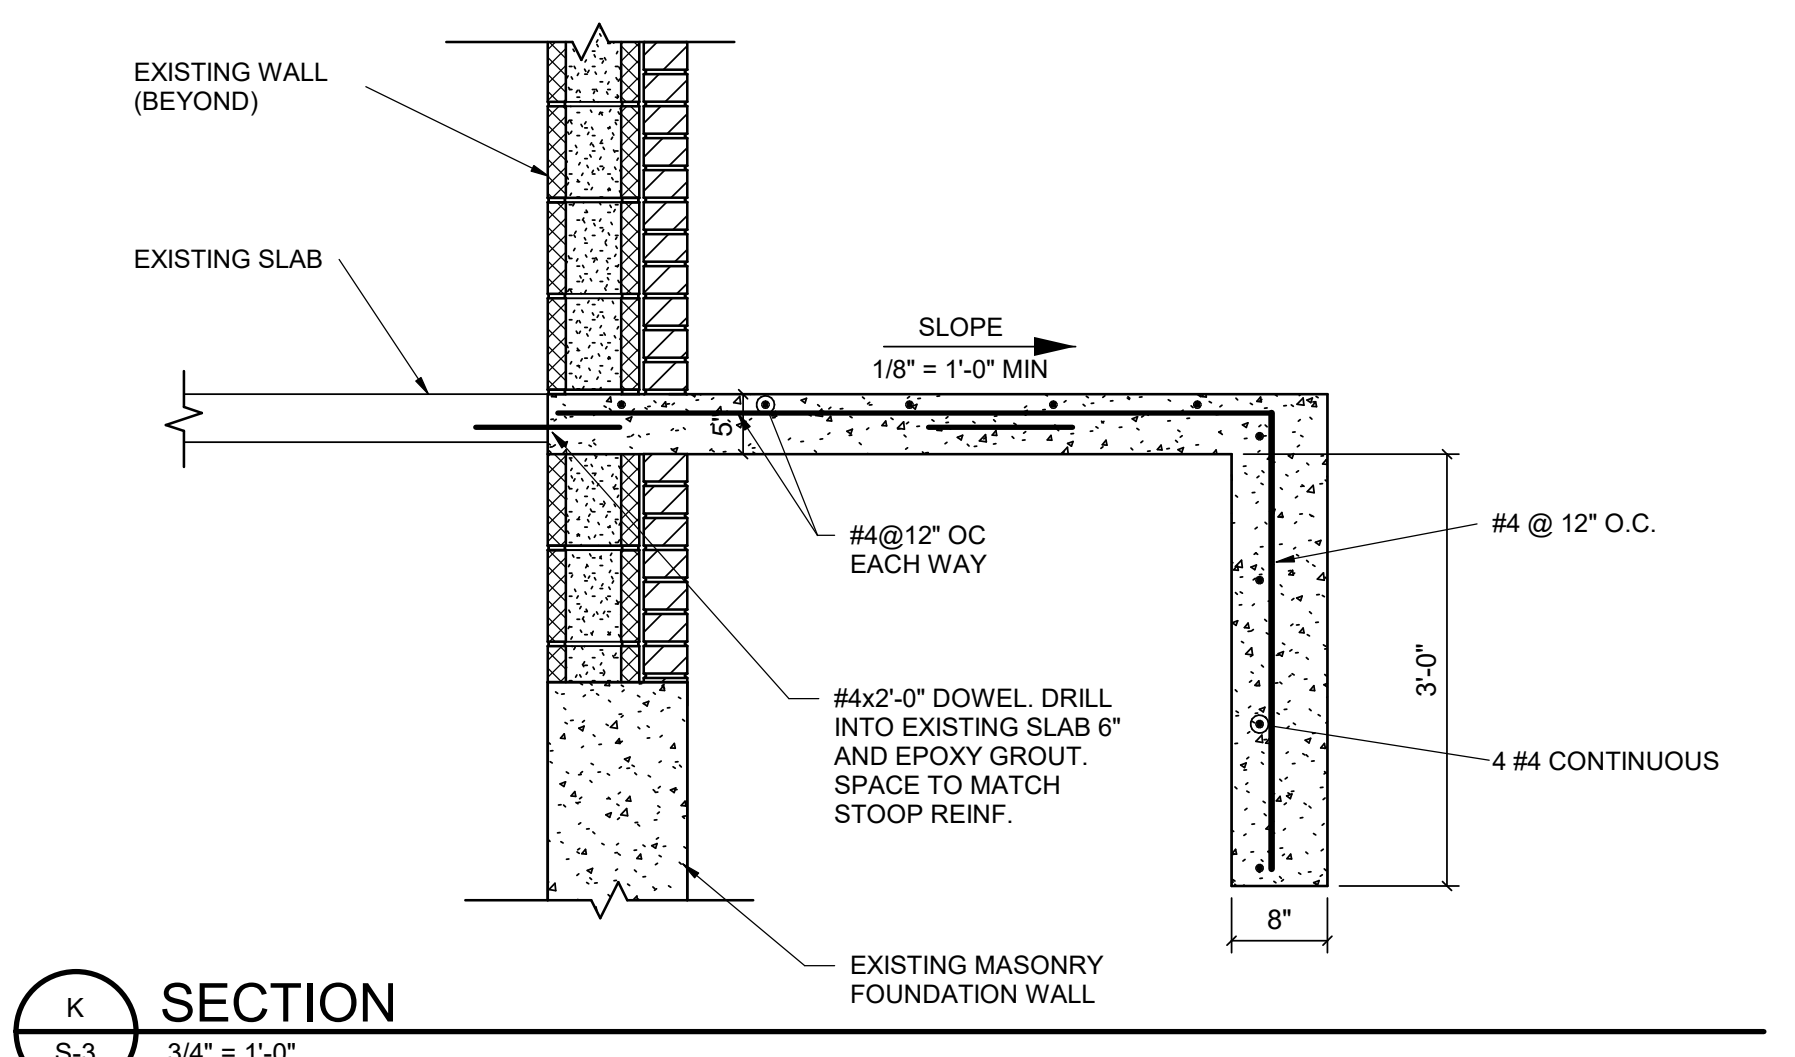 EXISTING WALL
(BEYOND)
EXISTING SLAB
SLOPE
1/8" = 1'-0" MIN
5"
#4@12" OC
EACH WAY
#4 @ 12" O.C.
3'-0"
#4x2'-0" DOWEL. DRILL
INTO EXISTING SLAB 6"
AND EPOXY GROUT.
SPACE TO MATCH
STOOP REINF.
4 #4 CONTINUOUS
8"
EXISTING MASONRY
FOUNDATION WALL
K
SECTION
S-3
3/4" = 1'-0"